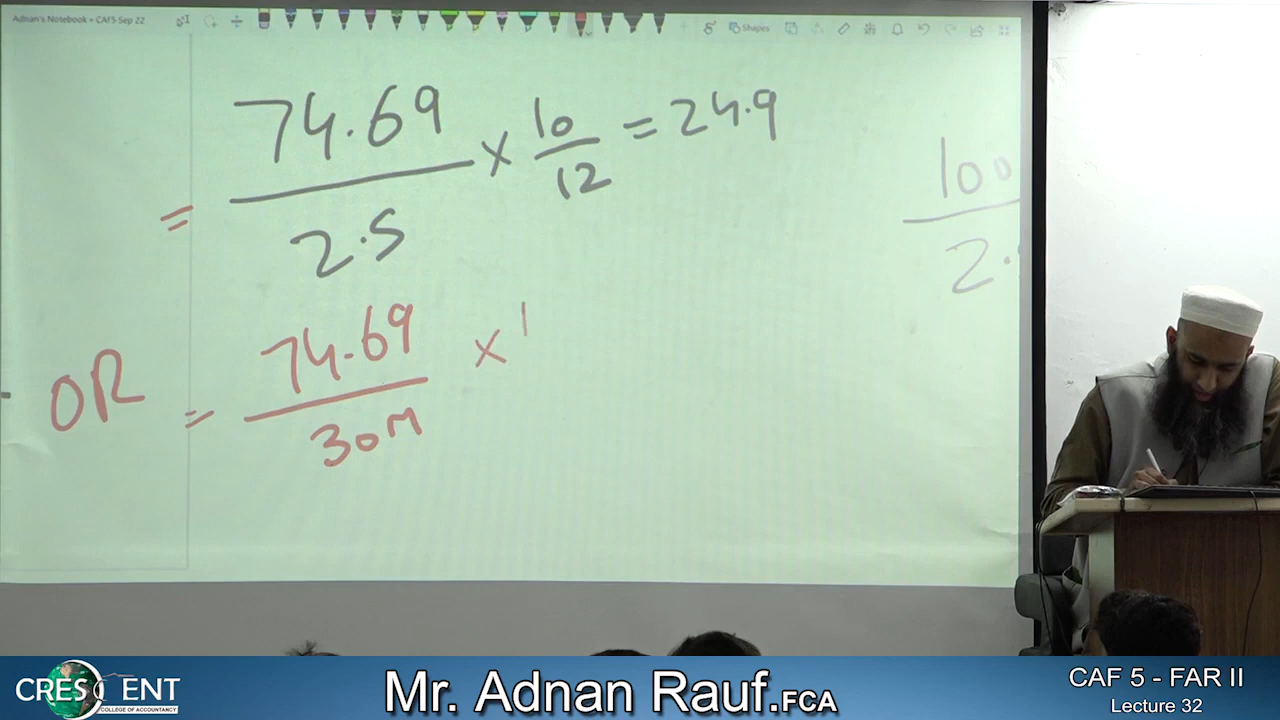 Adnan's Notebook » CAF5-Sep 22
Shapes
= 74.69 / 2.5 × 10 / 12 = 24.9
100 / 2.
OR = 74.69 / 30M × 1
CRESCENT
COLLEGE OF ACCOUNTANCY
Mr. Adnan Rauf.FCA
CAF 5 - FAR II
Lecture 32